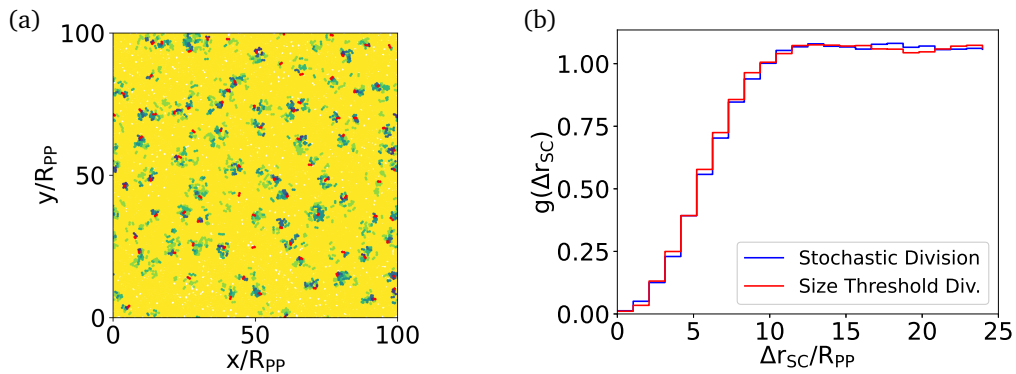 (a)
100
50
0
y/R_PP
0
50
100
x/R_PP
(b)
1.00
0.75
0.50
0.25
0.00
g(Δr_SC)
Stochastic Division
Size Threshold Div.
0
5
10
15
20
25
Δr_SC/R_PP